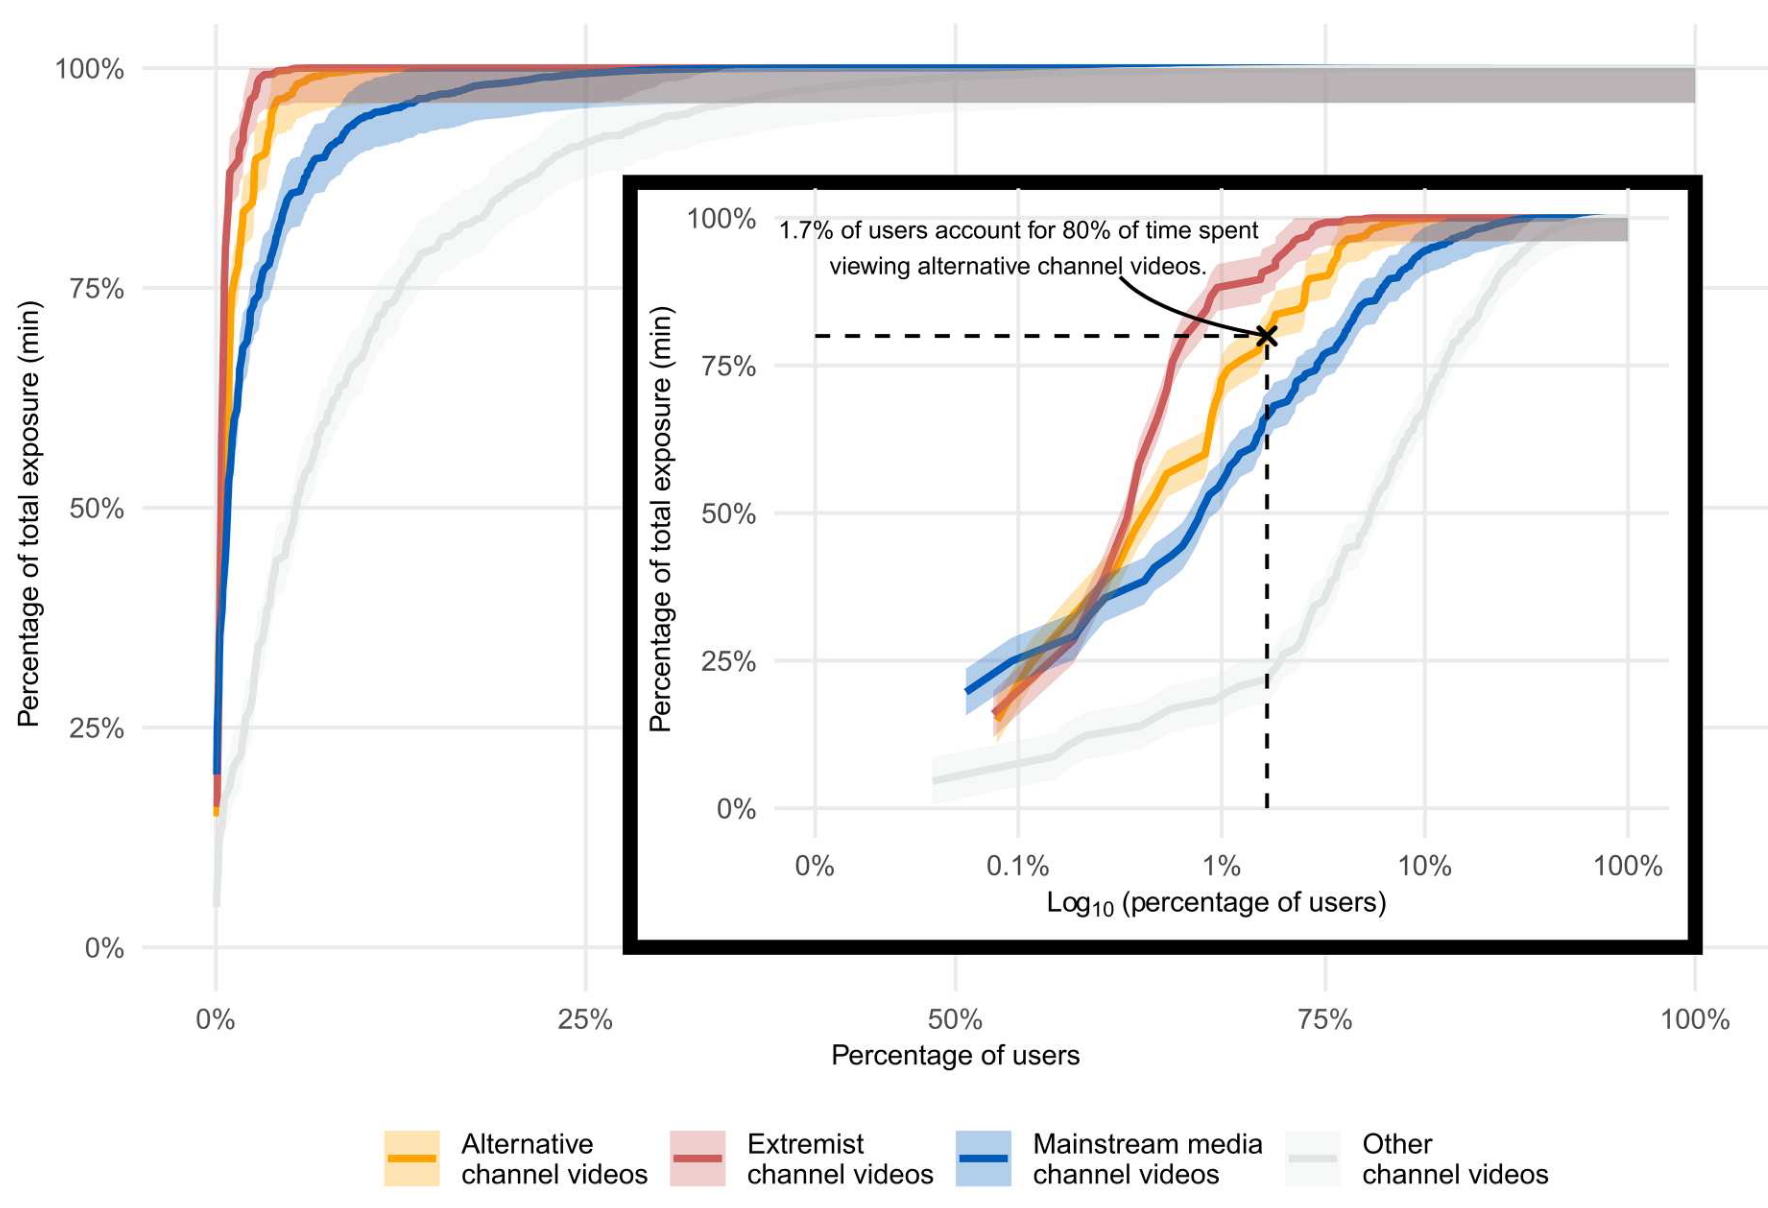 100%
75%
50%
25%
0%
Percentage of total exposure (min)
0%
25%
50%
75%
100%
Percentage of users
1.7% of users account for 80% of time spent
viewing alternative channel videos.
100%
75%
50%
25%
0%
Percentage of total exposure (min)
0%
0.1%
1%
10%
100%
Log₁₀ (percentage of users)
Alternative
channel videos
Extremist
channel videos
Mainstream media
channel videos
Other
channel videos